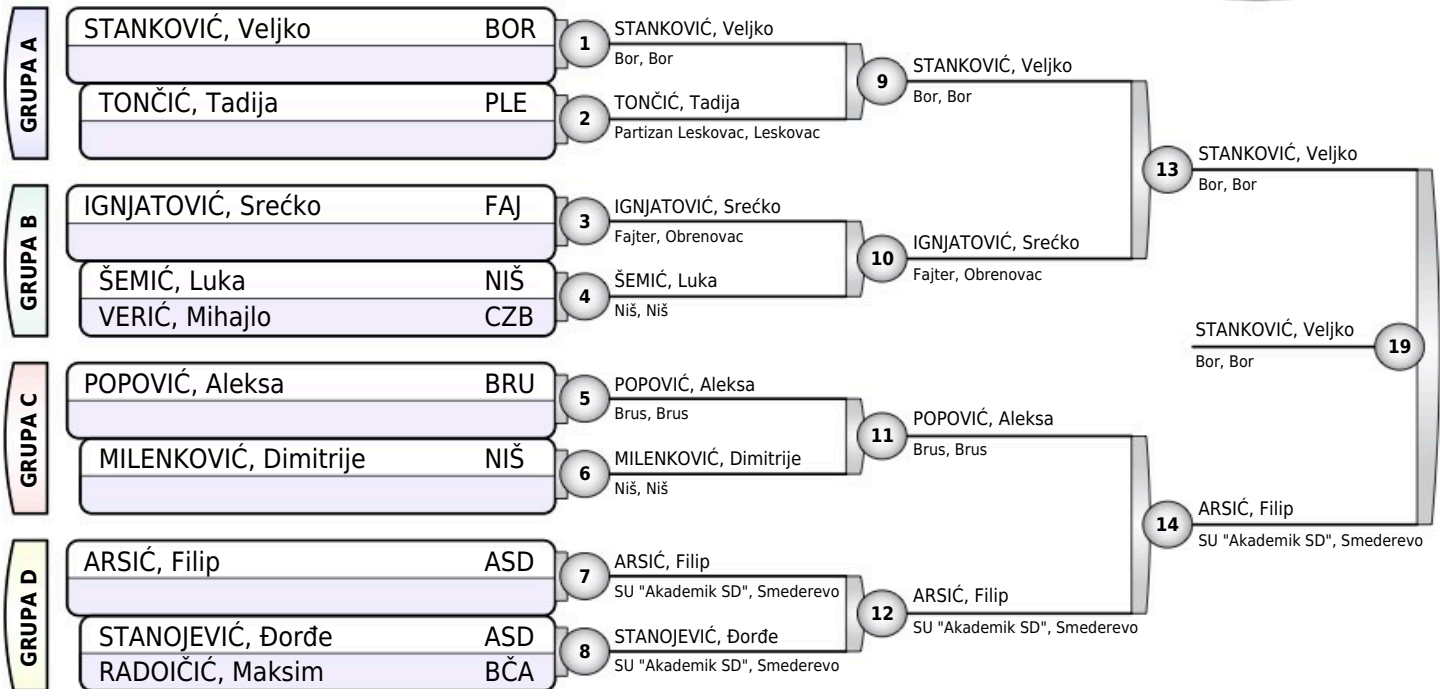 GRUPA A
STANKOVIĆ, Veljko BOR
TONČIĆ, Tadija PLE
GRUPA B
IGNJATOVIĆ, Srećko FAJ
ŠEMIĆ, Luka NIŠ
VERIĆ, Mihajlo CZB
GRUPA C
POPOVIĆ, Aleksa BRU
MILENKOVIĆ, Dimitrije NIŠ
GRUPA D
ARSIĆ, Filip ASD
STANOJEVIĆ, Đorđe ASD
RADOIČIĆ, Maksim BČA
1 STANKOVIĆ, Veljko
Bor, Bor
2 TONČIĆ, Tadija
Partizan Leskovac, Leskovac
3 IGNJATOVIĆ, Srećko
Fajter, Obrenovac
4 ŠEMIĆ, Luka
Niš, Niš
5 POPOVIĆ, Aleksa
Brus, Brus
6 MILENKOVIĆ, Dimitrije
Niš, Niš
7 ARSIĆ, Filip
SU "Akademik SD", Smederevo
8 STANOJEVIĆ, Đorđe
SU "Akademik SD", Smederevo
9 STANKOVIĆ, Veljko
Bor, Bor
10 IGNJATOVIĆ, Srećko
Fajter, Obrenovac
11 POPOVIĆ, Aleksa
Brus, Brus
12 ARSIĆ, Filip
SU "Akademik SD", Smederevo
13 STANKOVIĆ, Veljko
Bor, Bor
14 ARSIĆ, Filip
SU "Akademik SD", Smederevo
STANKOVIĆ, Veljko 19
Bor, Bor